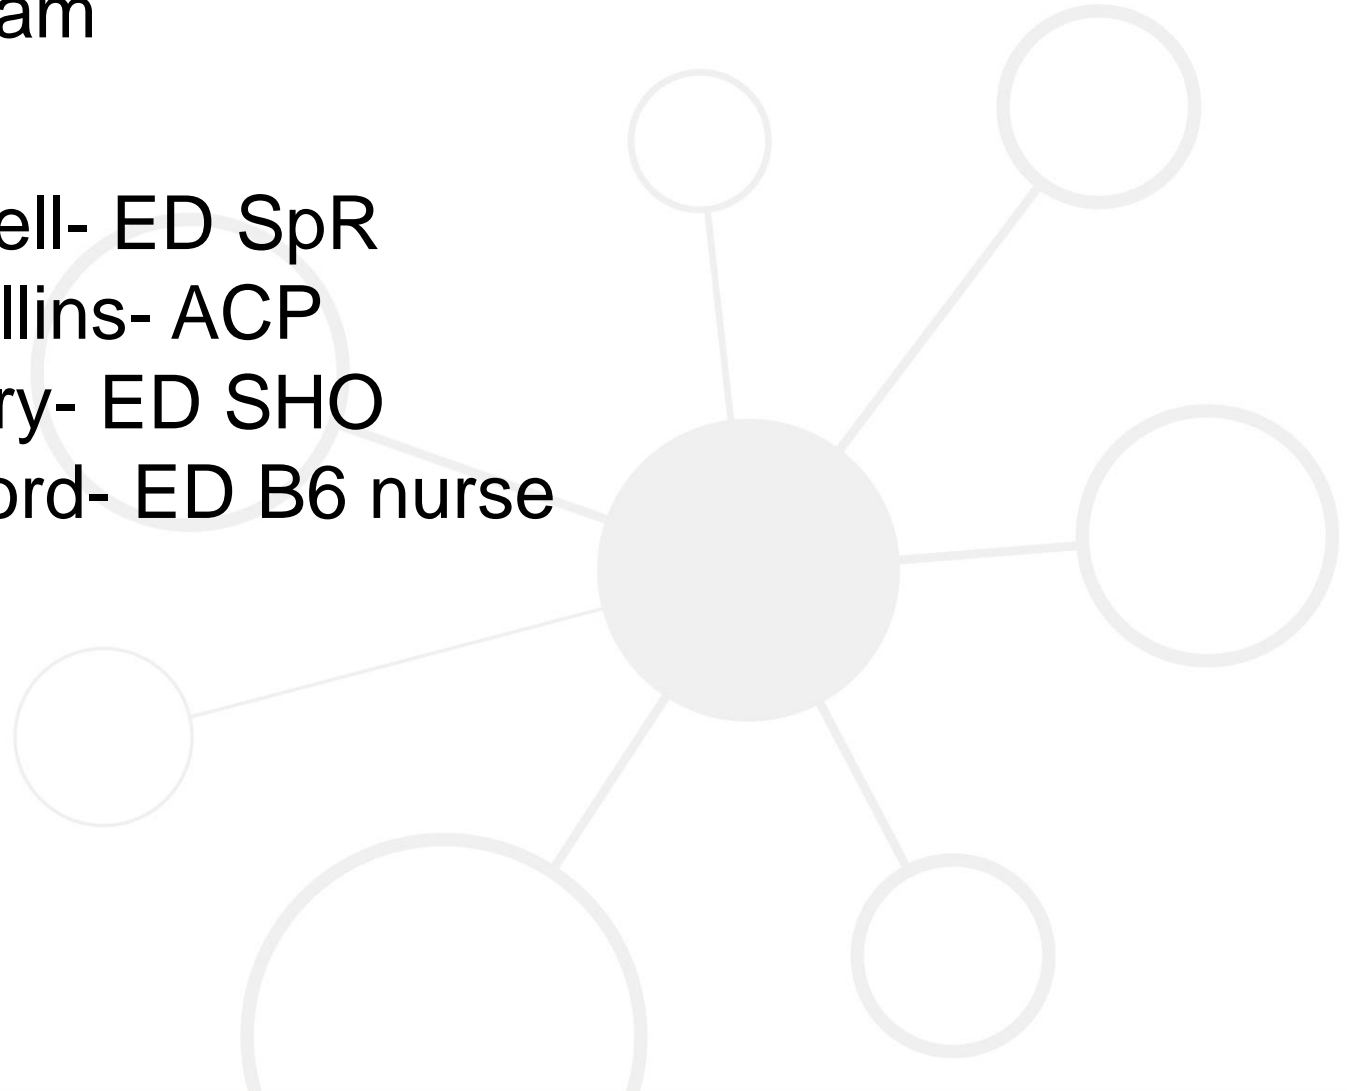 am
ell- ED SpR
llins- ACP
ry- ED SHO
ord- ED B6 nurse